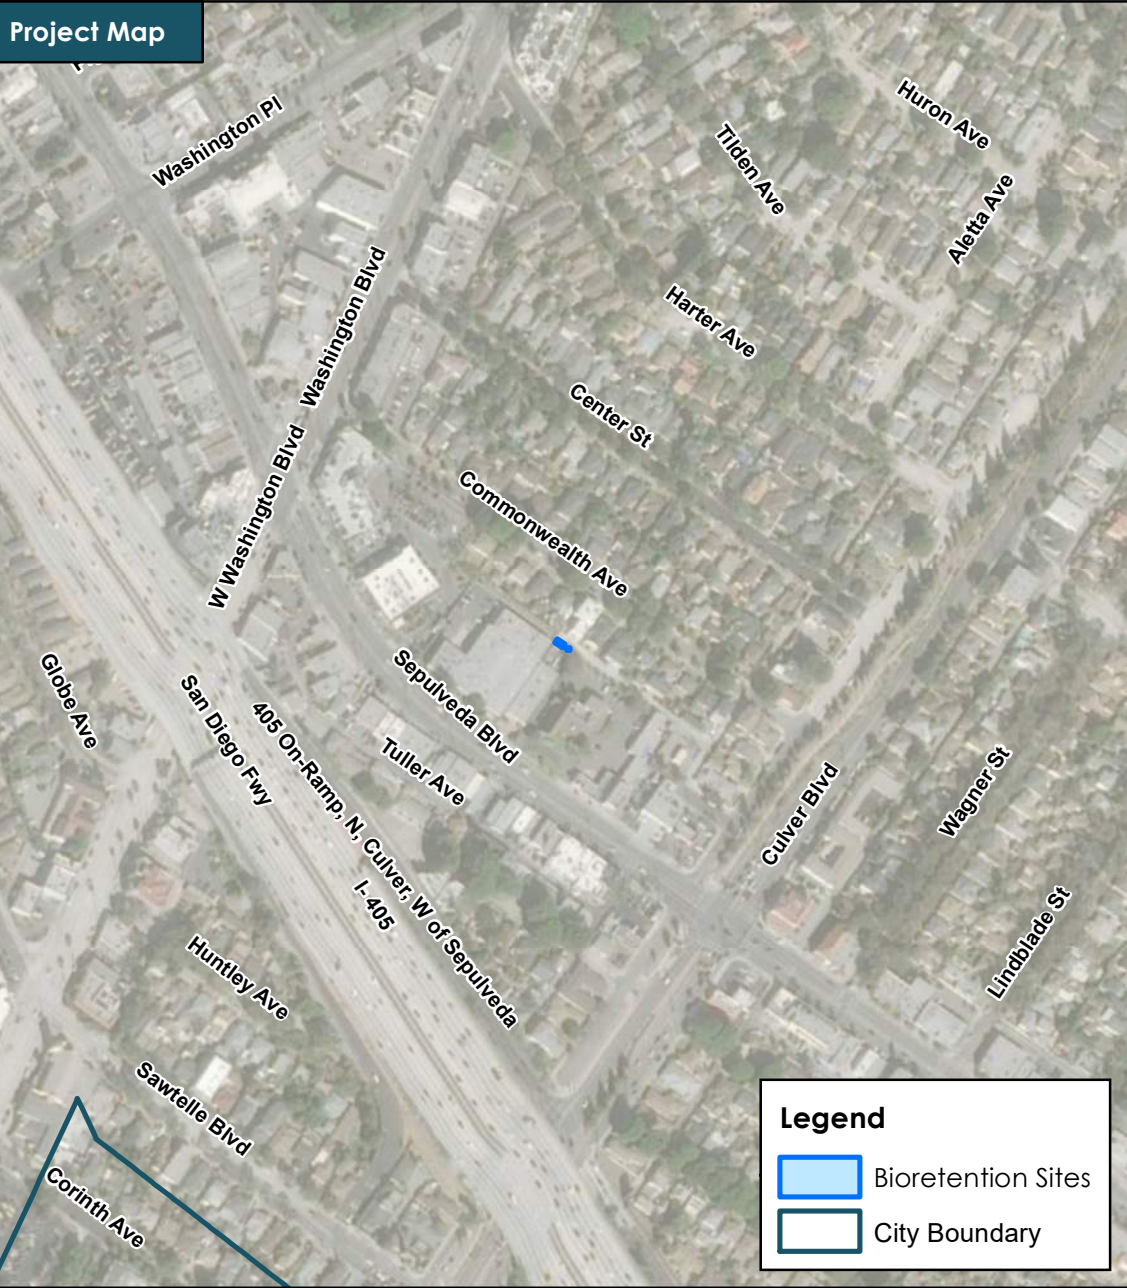 Project Map
Washington Pl
Huron Ave
Tilden Ave
Aletta Ave
Washington Blvd
Harter Ave
Center St
W Washington Blvd
Commonwealth Ave
Globe Ave
San Diego Fwy
Sepulveda Blvd
405 On-Ramp, N, Culver, W of Sepulveda
Tuller Ave
Culver Blvd
Wagner St
I-405
Lindblade St
Huntley Ave
Sawtelle Blvd
Corinth Ave
Legend
Bioretention Sites
City Boundary